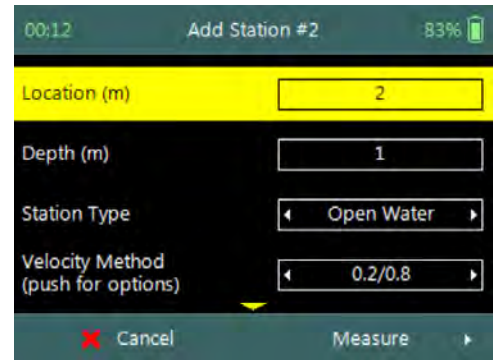 00:12 Add Station #2 83%
Location (m) 2
Depth (m) 1
Station Type Open Water
Velocity Method
(push for options) 0.2/0.8
Cancel Measure